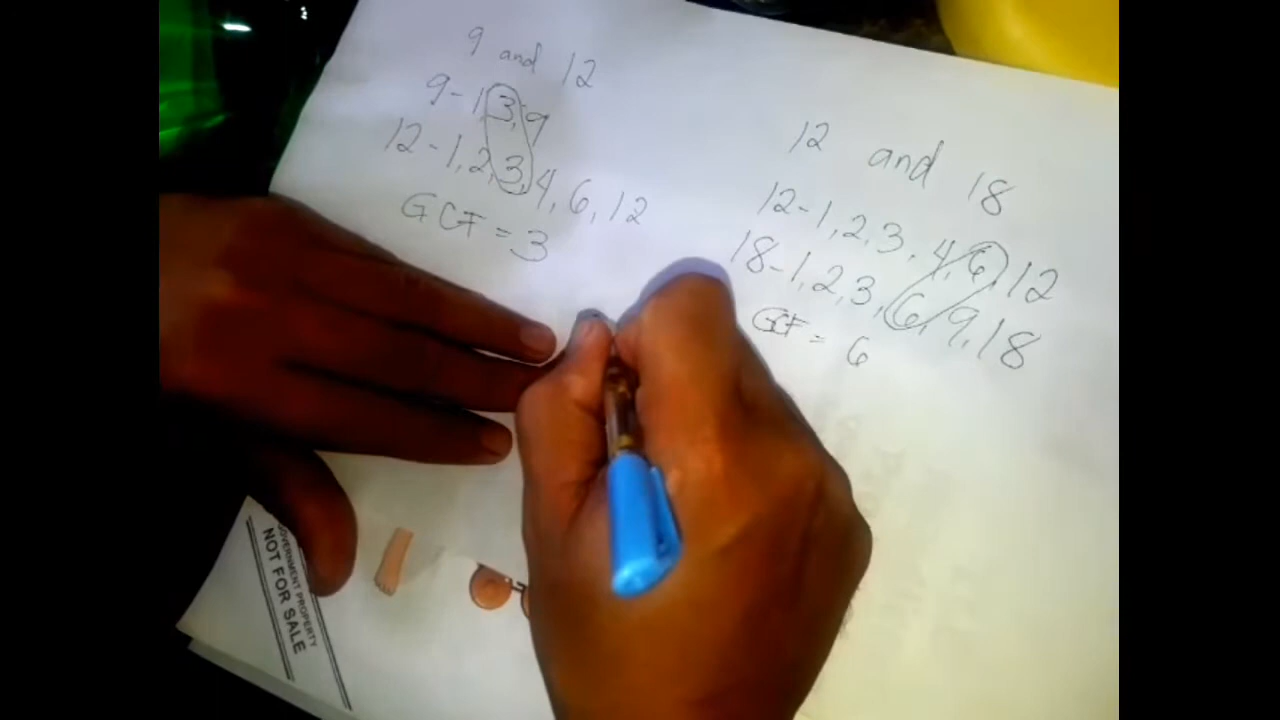 9 and 12
9-1,3,9
12-1,2,3,4,6,12
GCF=3
12 and 18
12-1,2,3,4,6,12
18-1,2,3,6,9,18
GCF = 6
GOVERNMENT PROPERTY
NOT FOR SALE